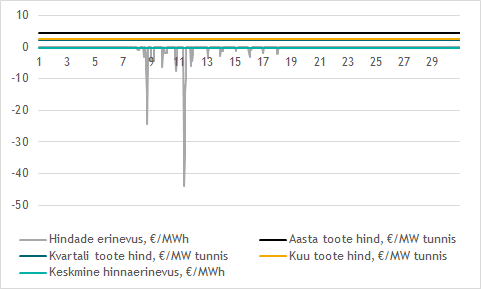 10
0
-10
-20
-30
-40
-50
1 3 5 7 9 11 13 15 17 19 21 23 25 27 29
Hindade erinevus, €/MWh
Aasta toote hind, €/MW tunnis
Kvartali toote hind, €/MW tunnis
Kuu toote hind, €/MW tunnis
Keskmine hinnaerinevus, €/MWh